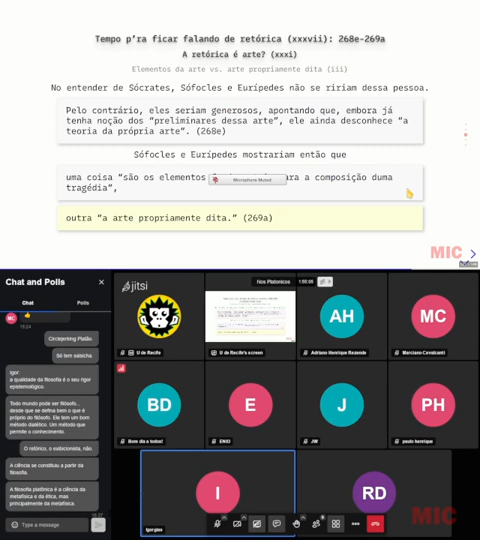 Tempo p'ra ficar falando de retórica (xxxvii): 268e-269a
A retórica é arte? (xxxi)
Elementos da arte vs. arte propriamente dita (iii)
No entender de Sócrates, Sófocles e Eurípedes não se ririam dessa pessoa.
Pelo contrário, eles seriam generosos, apontando que, embora já
tenha noção dos "preliminares dessa arte", ele ainda desconhece "a
teoria da própria arte". (268e)
Sófocles e Eurípedes mostrariam então que
uma coisa "são os elementos para a composição duma
tragédia",
Microphone Muted
outra "a arte propriamente dita." (269a)
MIC
Chat and Polls
Chat
Polls
MC
Circlejerking Platão.
Só tem salsicha.
Igor:
a qualidade da filosofia é o seu rigor
epistemológico.
Todo mundo pode ser filósofo...
desde que se defina bem o que é
próprio do filósofo. Ele tem um bom
método dialético. Um método que
permite a conhecimento.
O retórico, o exibicionista, não.
A ciência se constituiu a partir da
filosofia.
A filosofia platônica é a ciência da
metafísica e da ética, mas
principalmente da metafísica.
Type a message
jitsi
Nos Platonicos
U de Recife
U de Recife's screen
AH
Adriano Henrique Rezende
MC
Marciano Cavalcanti
BD
Bom dia a todos!
E
ENIO
J
JW
PH
paulo henrique
I
Igorgias
RD
MIC